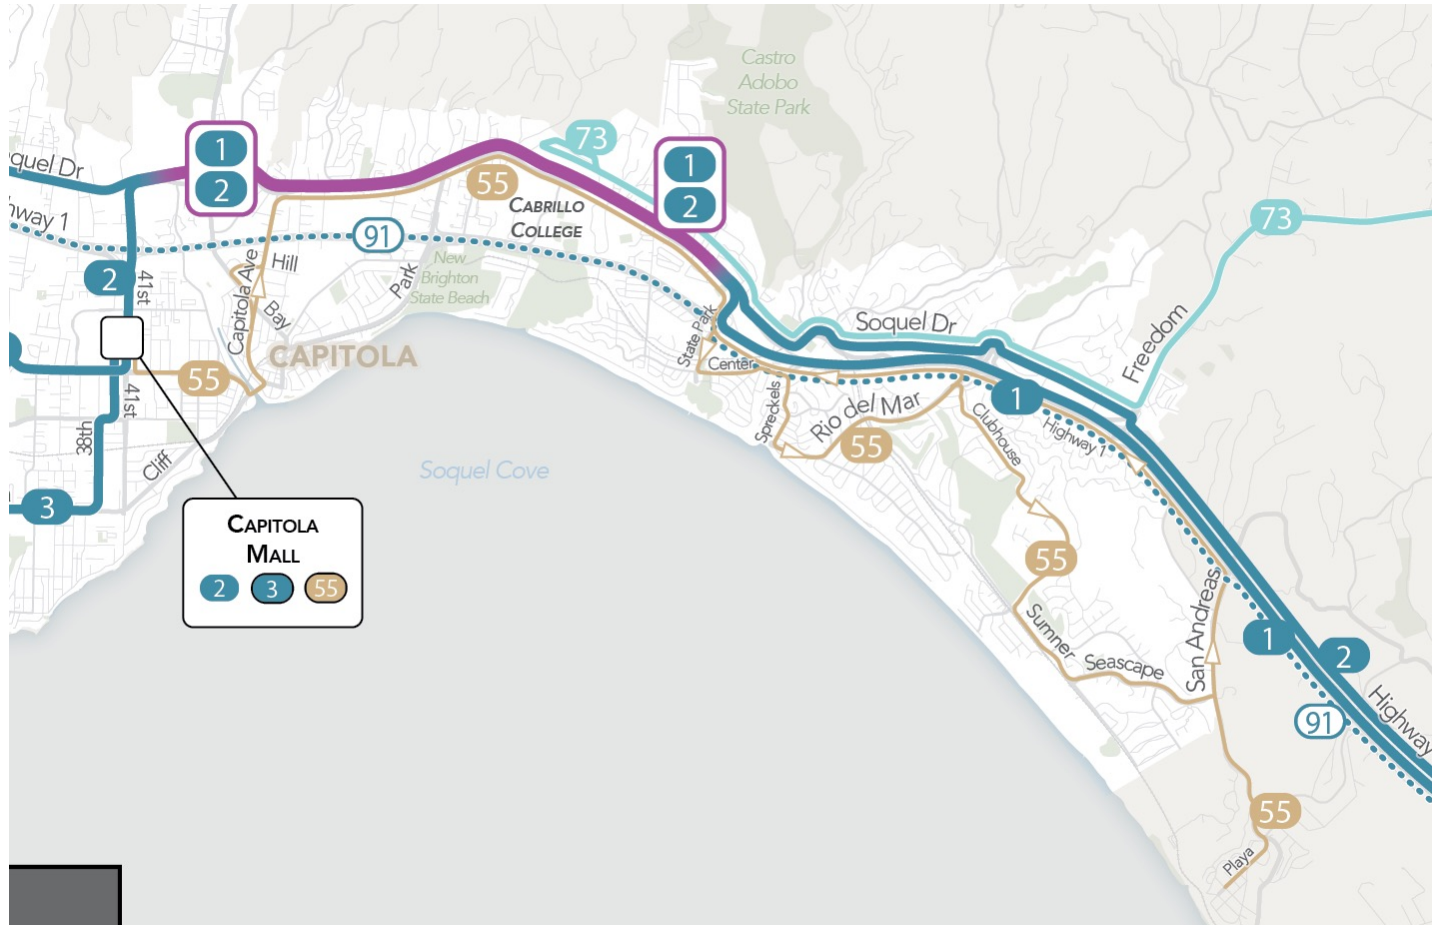 Castro
Adobo
State Park
73
1
2
1
2
quel Dr
55
CABRILLO
COLLEGE
hway 1
91
73
2
41st
Capitola Ave
Hill
Bay
Park
New
Brighton
State Beach
State Park
Soquel Dr
Freedom
CAPITOLA
55
Center
Spreckels
Rio del Mar
55
1
Clubhouse
Highway 1
41st
38th
Cliff
Soquel Cove
3
CAPITOLA
MALL
2
3
55
55
Sumner
Seascape
San Andreas
1
2
91
Highway
55
Playa